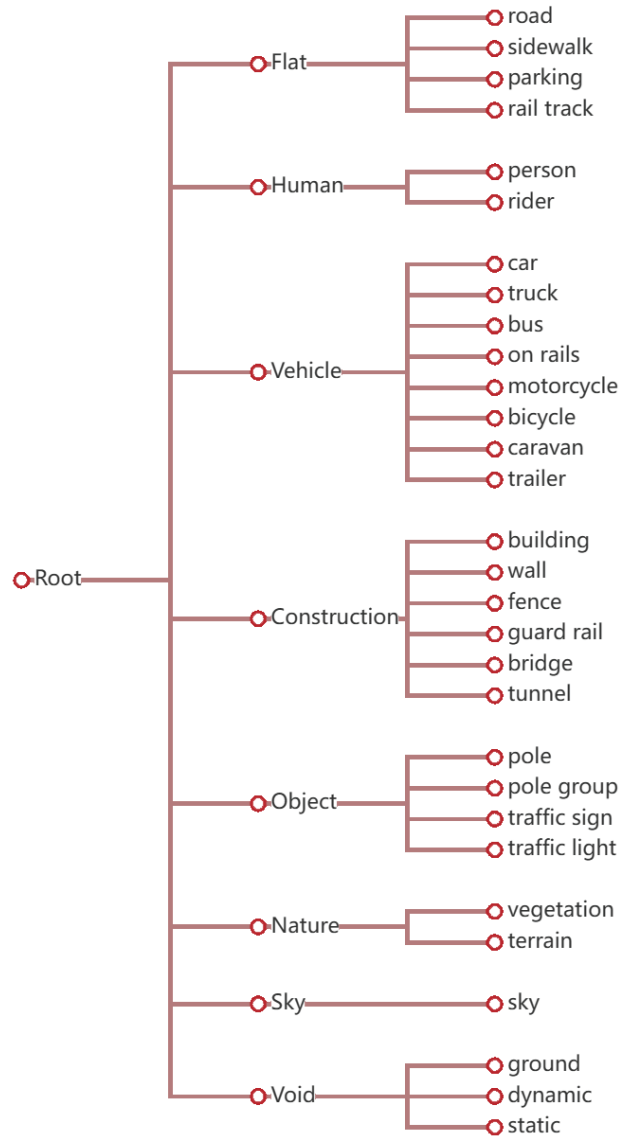 Root
Flat
road
sidewalk
parking
rail track
Human
person
rider
Vehicle
car
truck
bus
on rails
motorcycle
bicycle
caravan
trailer
Construction
building
wall
fence
guard rail
bridge
tunnel
Object
pole
pole group
traffic sign
traffic light
Nature
vegetation
terrain
Sky
sky
Void
ground
dynamic
static